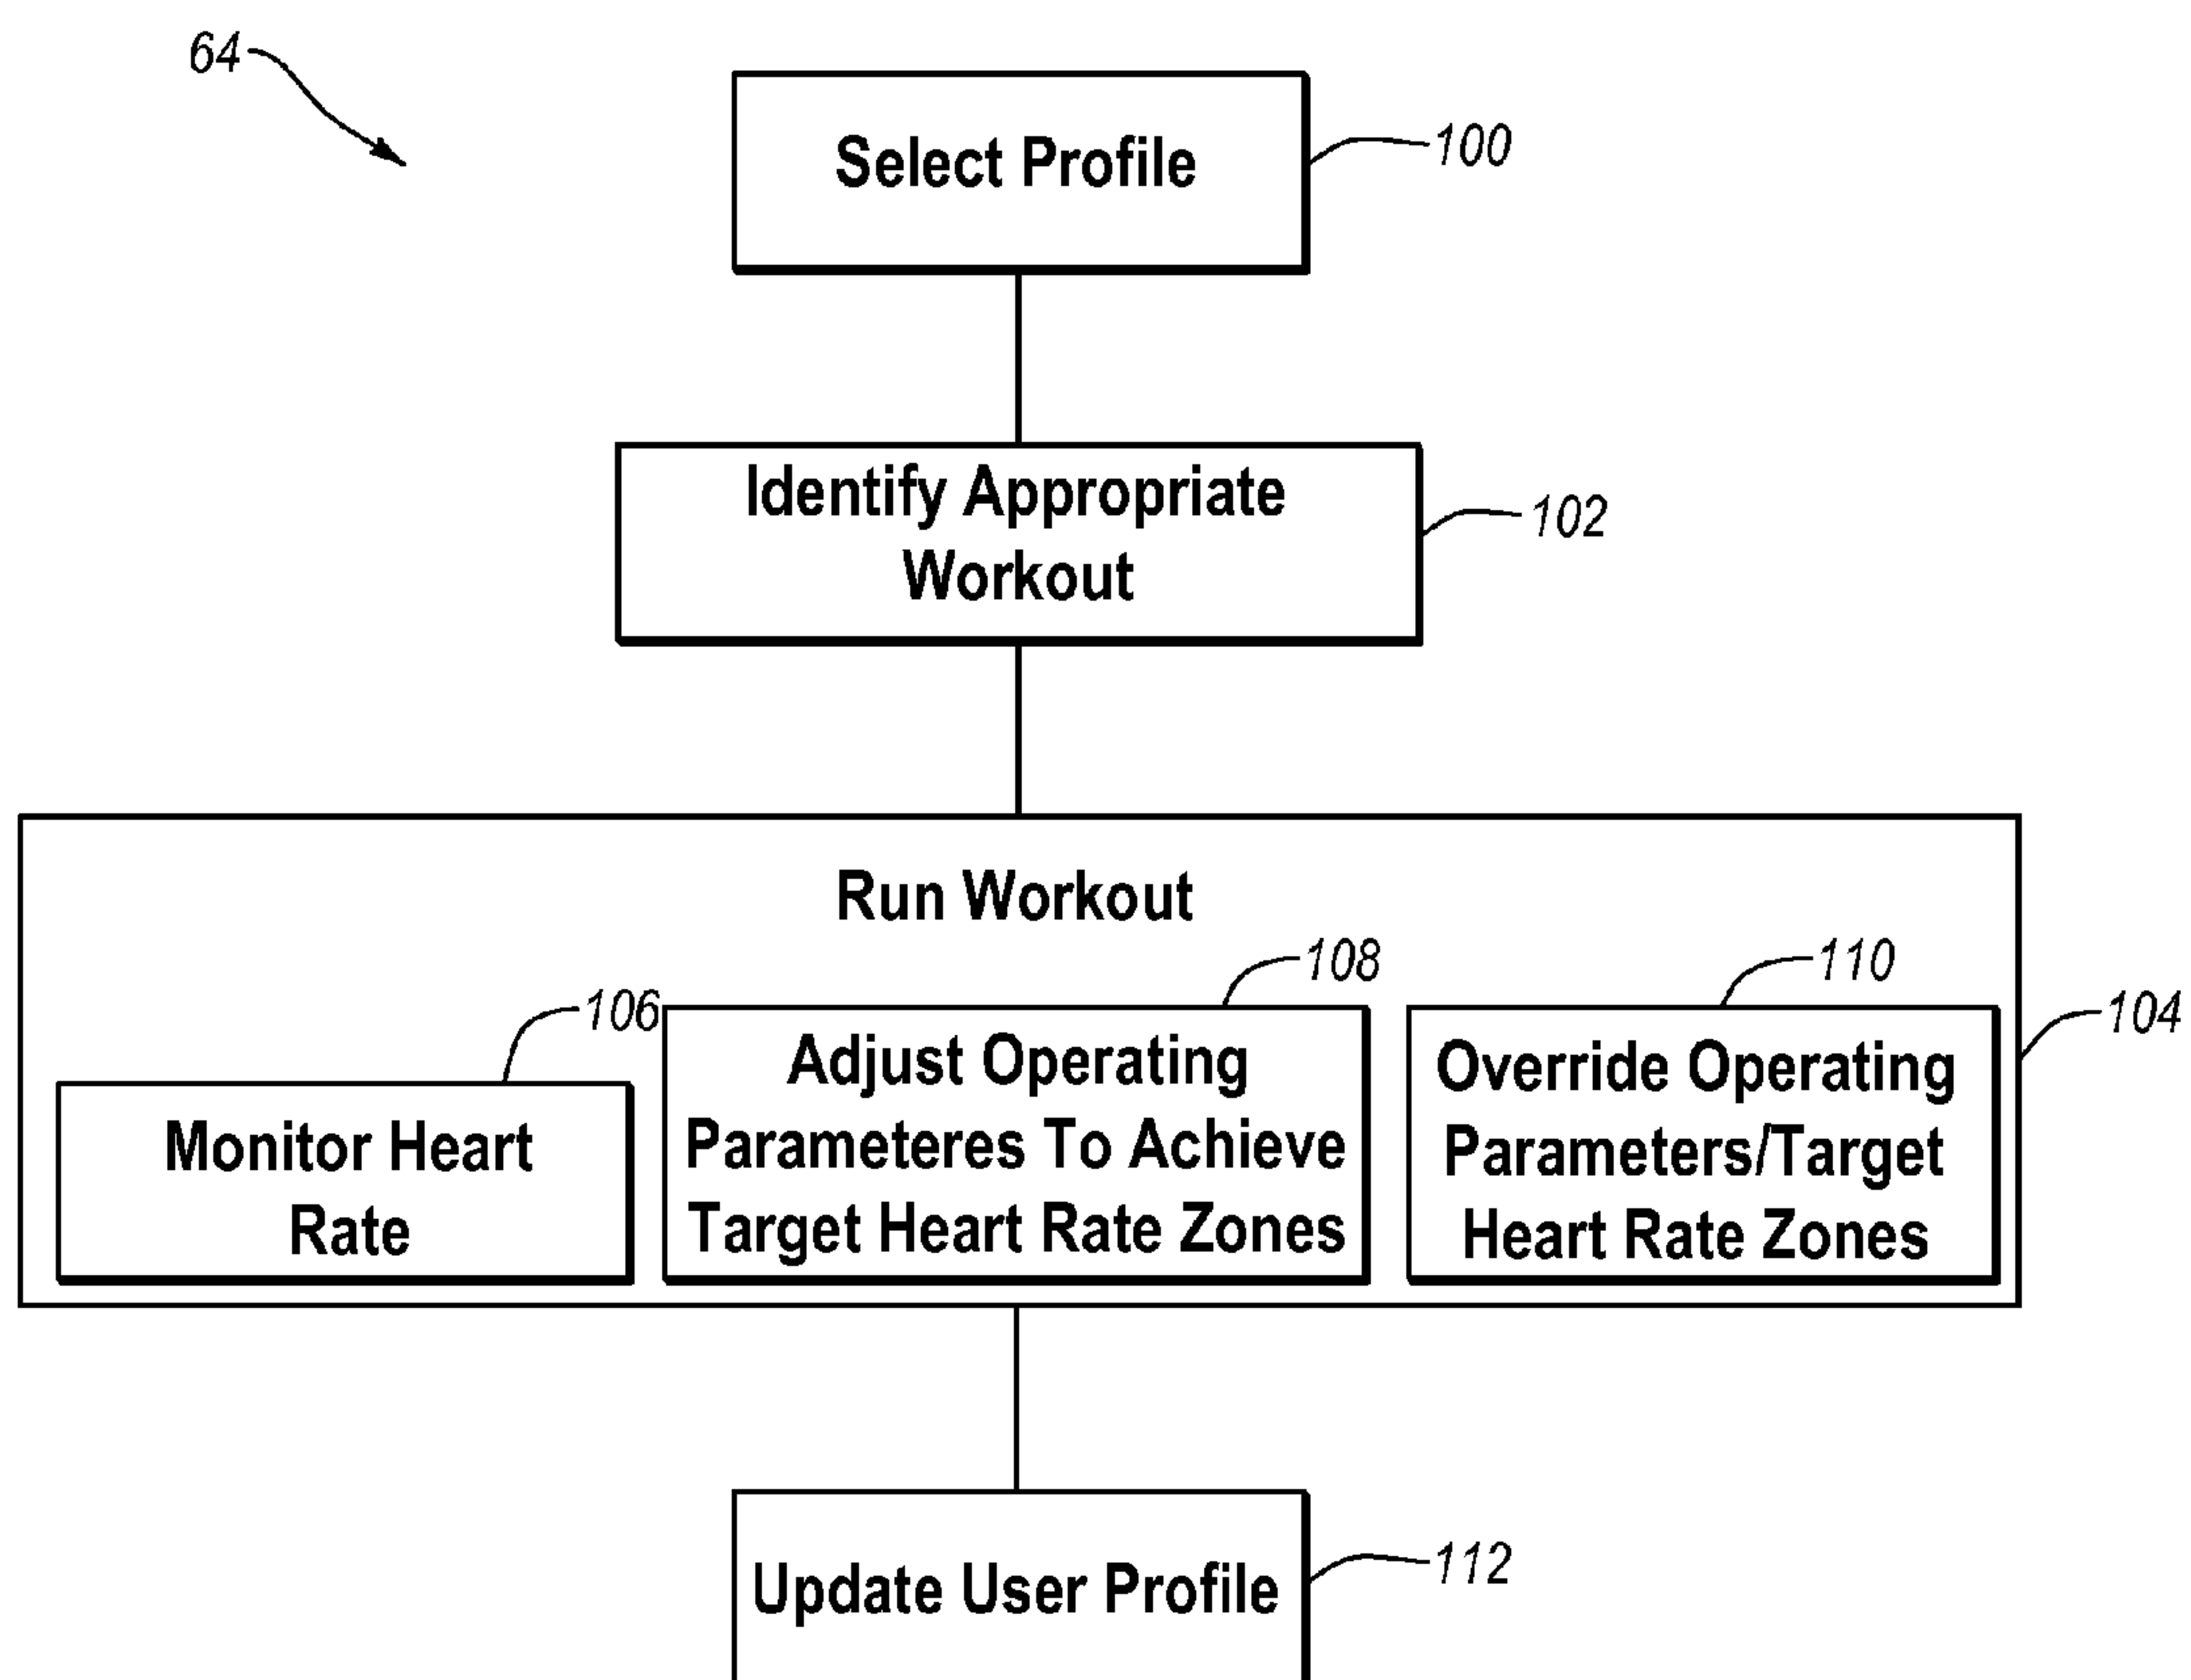 64
Select Profile
100
Identify Appropriate
Workout
102
Run Workout
104
106
Monitor Heart
Rate
108
Adjust Operating
Parameteres To Achieve
Target Heart Rate Zones
110
Override Operating
Parameters/Target
Heart Rate Zones
Update User Profile
112